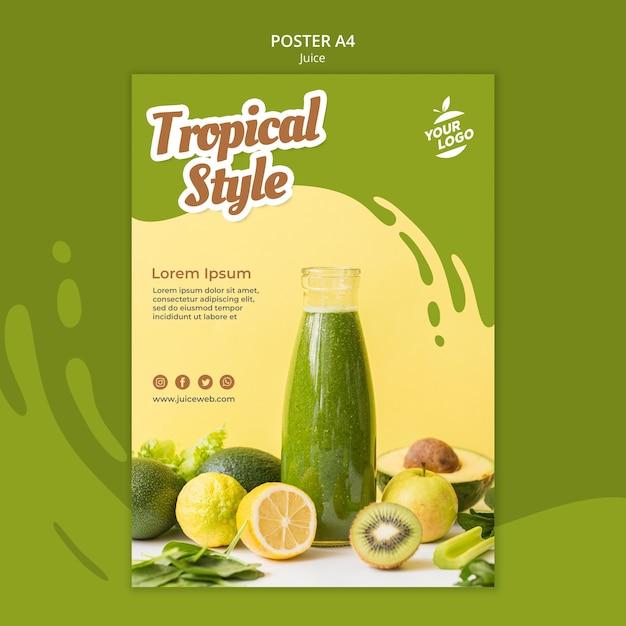 POSTER A4
Juice
Tropical
Style
YOUR
LOGO
Lorem Ipsum
Lorem ipsum dolor sit amet,
consectetur adipiscing elit,
sed do eiusmod tempor
incididunt ut labore et
www.juiceweb.com